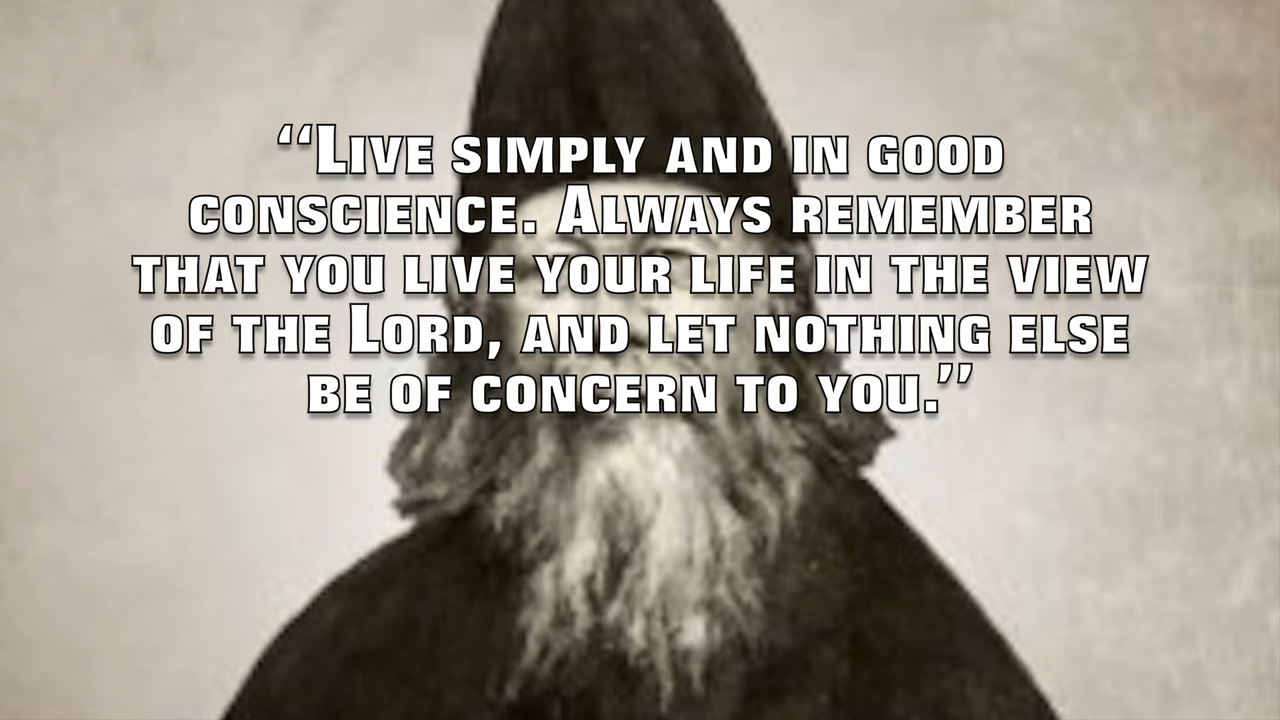 “Live simply and in good
conscience. Always remember
that you live your life in the view
of the Lord, and let nothing else
be of concern to you.”